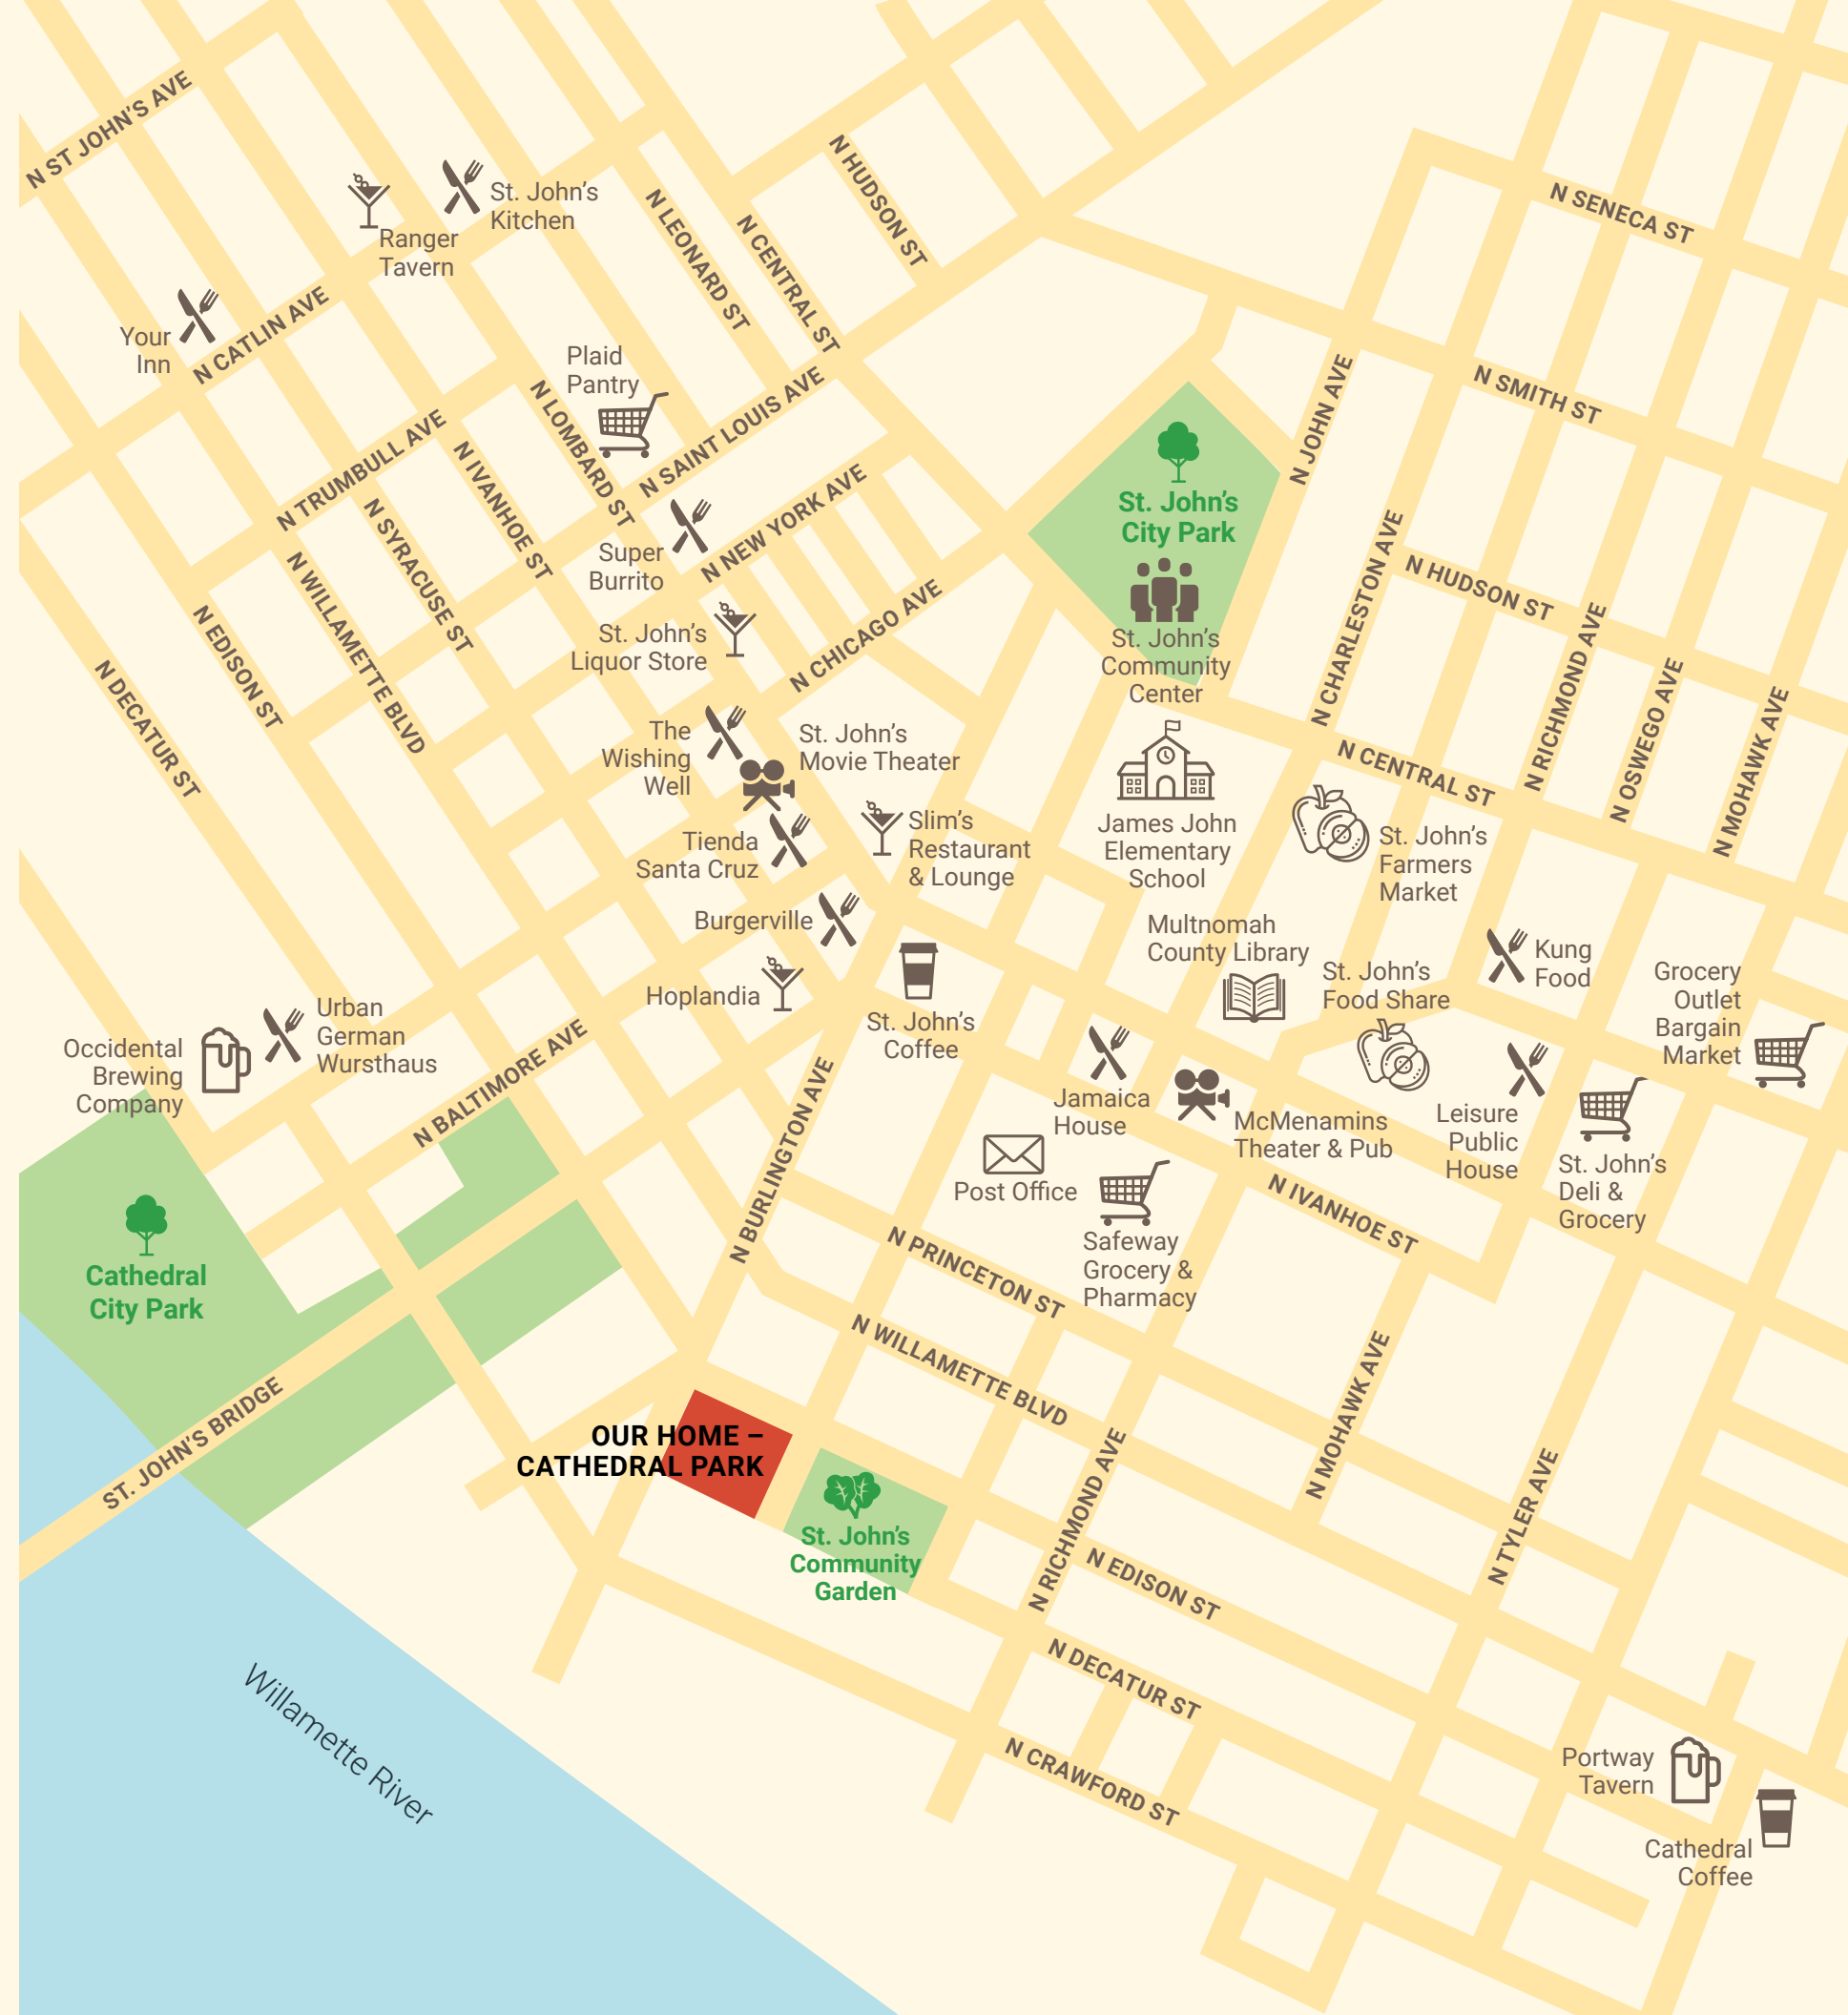 N ST JOHN'S AVE
St. John's
Kitchen
Ranger
Tavern
Your
Inn
N CATLIN AVE
N LEONARD ST
N CENTRAL ST
N HUDSON ST
N SENECA ST
N SMITH ST
N JOHN AVE
Plaid
Pantry
N SAINT LOUIS AVE
N LOMBARD ST
N TRUMBULL AVE
N IVANHOE ST
N SYRACUSE ST
N WILLAMETTE BLVD
N EDISON ST
N DECATUR ST
Super
Burrito
N NEW YORK AVE
St. John's
Liquor Store
N CHICAGO AVE
St. John's
City Park
St. John's
Community
Center
N CHARLESTON AVE
N HUDSON ST
N RICHMOND AVE
N OSWEGO AVE
N MOHAWK AVE
N CENTRAL ST
The
Wishing
Well
St. John's
Movie Theater
Tienda
Santa Cruz
Slim's
Restaurant
& Lounge
James John
Elementary
School
St. John's
Farmers
Market
Burgerville
Hoplandia
St. John's
Coffee
Multnomah
County Library
St. John's
Food Share
Kung
Food
Grocery
Outlet
Bargain
Market
Urban
German
Wursthaus
Occidental
Brewing
Company
N BALTIMORE AVE
N BURLINGTON AVE
Jamaica
House
McMenamins
Theater & Pub
Leisure
Public
House
St. John's
Deli &
Grocery
Post Office
Safeway
Grocery &
Pharmacy
N IVANHOE ST
Cathedral
City Park
N PRINCETON ST
N WILLAMETTE BLVD
ST. JOHN'S BRIDGE
OUR HOME –
CATHEDRAL PARK
St. John's
Community
Garden
N RICHMOND AVE
N MOHAWK AVE
N TYLER AVE
N EDISON ST
N DECATUR ST
N CRAWFORD ST
Willamette River
Portway
Tavern
Cathedral
Coffee